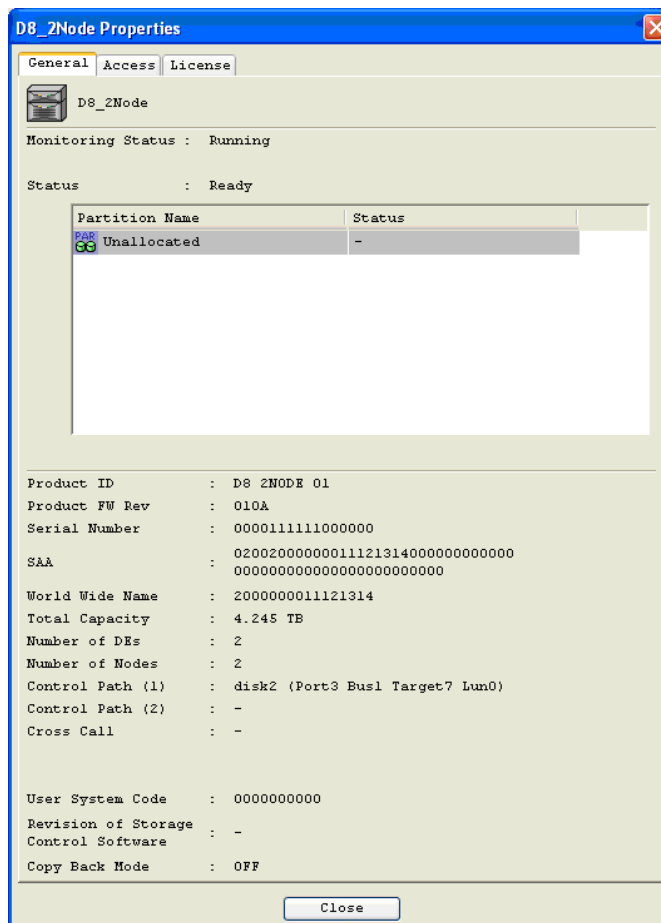 D8_2Node Properties
General Access License
D8_2Node
Monitoring Status : Running
Status : Ready
Partition Name Status
PAR Unallocated -
Product ID : D8 2NODE 01
Product FW Rev : 010A
Serial Number : 0000111111000000
SAA : 02002000000011121314000000000000
000000000000000000000000
World Wide Name : 2000000011121314
Total Capacity : 4.245 TB
Number of DEs : 2
Number of Nodes : 2
Control Path (1) : disk2 (Port3 Bus1 Target7 Lun0)
Control Path (2) : -
Cross Call : -
User System Code : 0000000000
Revision of Storage
Control Software : -
Copy Back Mode : OFF
Close